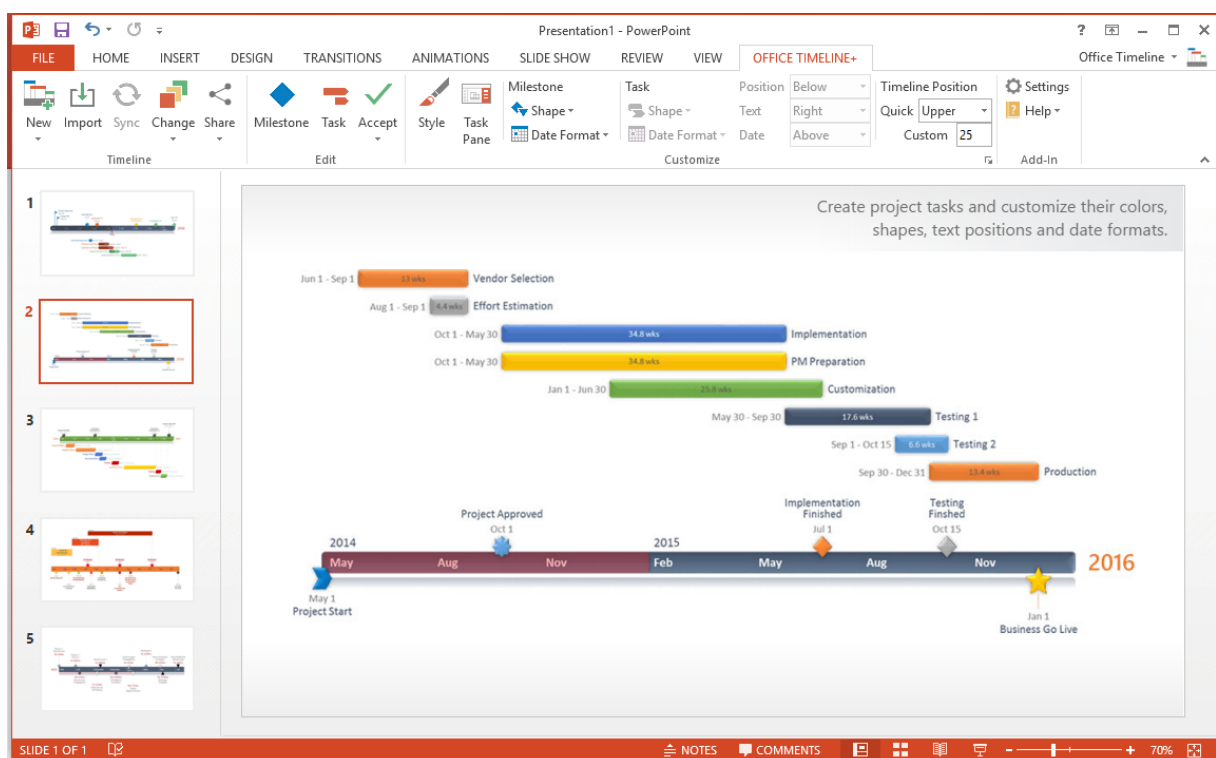 Presentation1 - PowerPoint
?
FILE HOME INSERT DESIGN TRANSITIONS ANIMATIONS SLIDE SHOW REVIEW VIEW OFFICE TIMELINE+ Office Timeline
New Import Sync Change Share
Timeline
Milestone Task Accept
Edit
Style Task Pane
Milestone
Shape
Date Format
Task
Shape
Date Format
Position Below
Text Right
Date Above
Customize
Timeline Position
Quick Upper
Custom 25
Settings
Help
Add-In
1
2
3
4
5
Create project tasks and customize their colors,
shapes, text positions and date formats.
Jun 1 - Sep 1 13 wks Vendor Selection
Aug 1 - Sep 1 4.4 wks Effort Estimation
Oct 1 - May 30 34.8 wks Implementation
Oct 1 - May 30 34.8 wks PM Preparation
Jan 1 - Jun 30 25.8 wks Customization
May 30 - Sep 30 17.6 wks Testing 1
Sep 1 - Oct 15 6.6 wks Testing 2
Sep 30 - Dec 31 13.4 wks Production
Project Approved
Oct 1
Implementation
Finished
Jul 1
Testing
Finshed
Oct 15
2014 2015
May Aug Nov Feb May Aug Nov 2016
May 1
Project Start
Jan 1
Business Go Live
SLIDE 1 OF 1 NOTES COMMENTS 70%